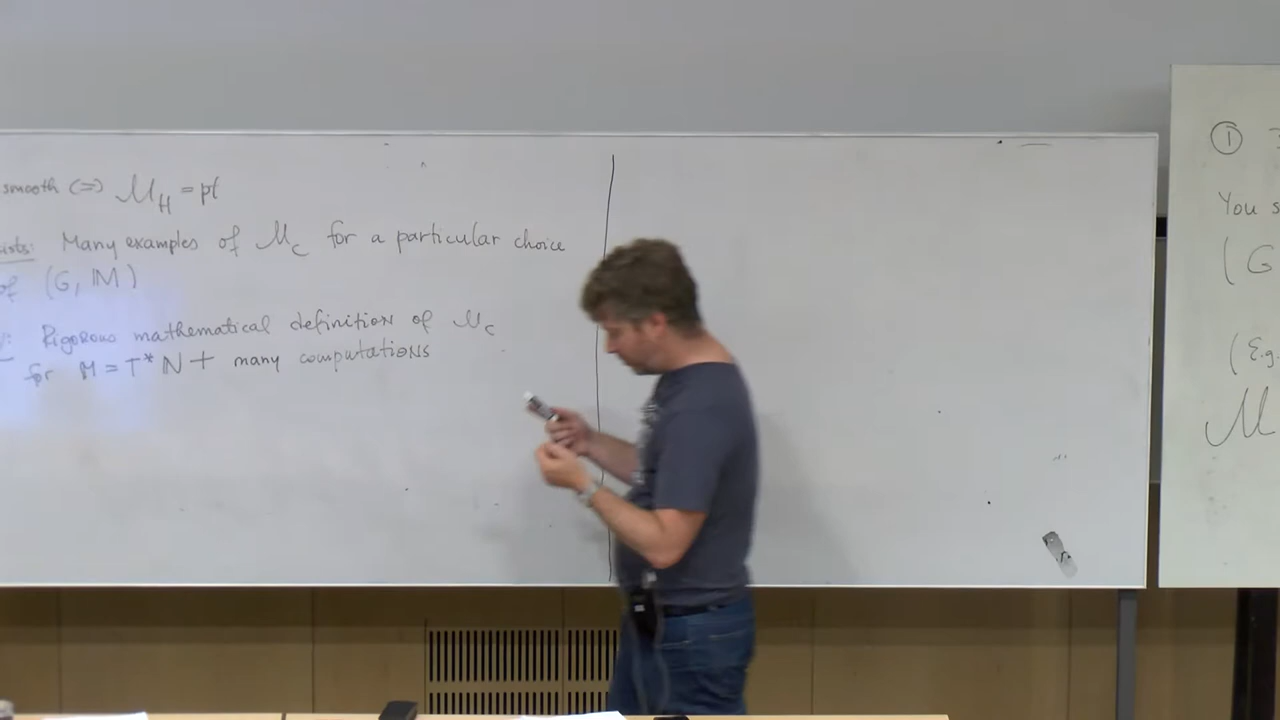 smooth (=) M_H = pt
ists: Many examples of M_C for a particular choice
of (G, M)
: Rigorous mathematical definition of M_C
for M = T* N + many computations
①
You s
( G
( E.g.
M